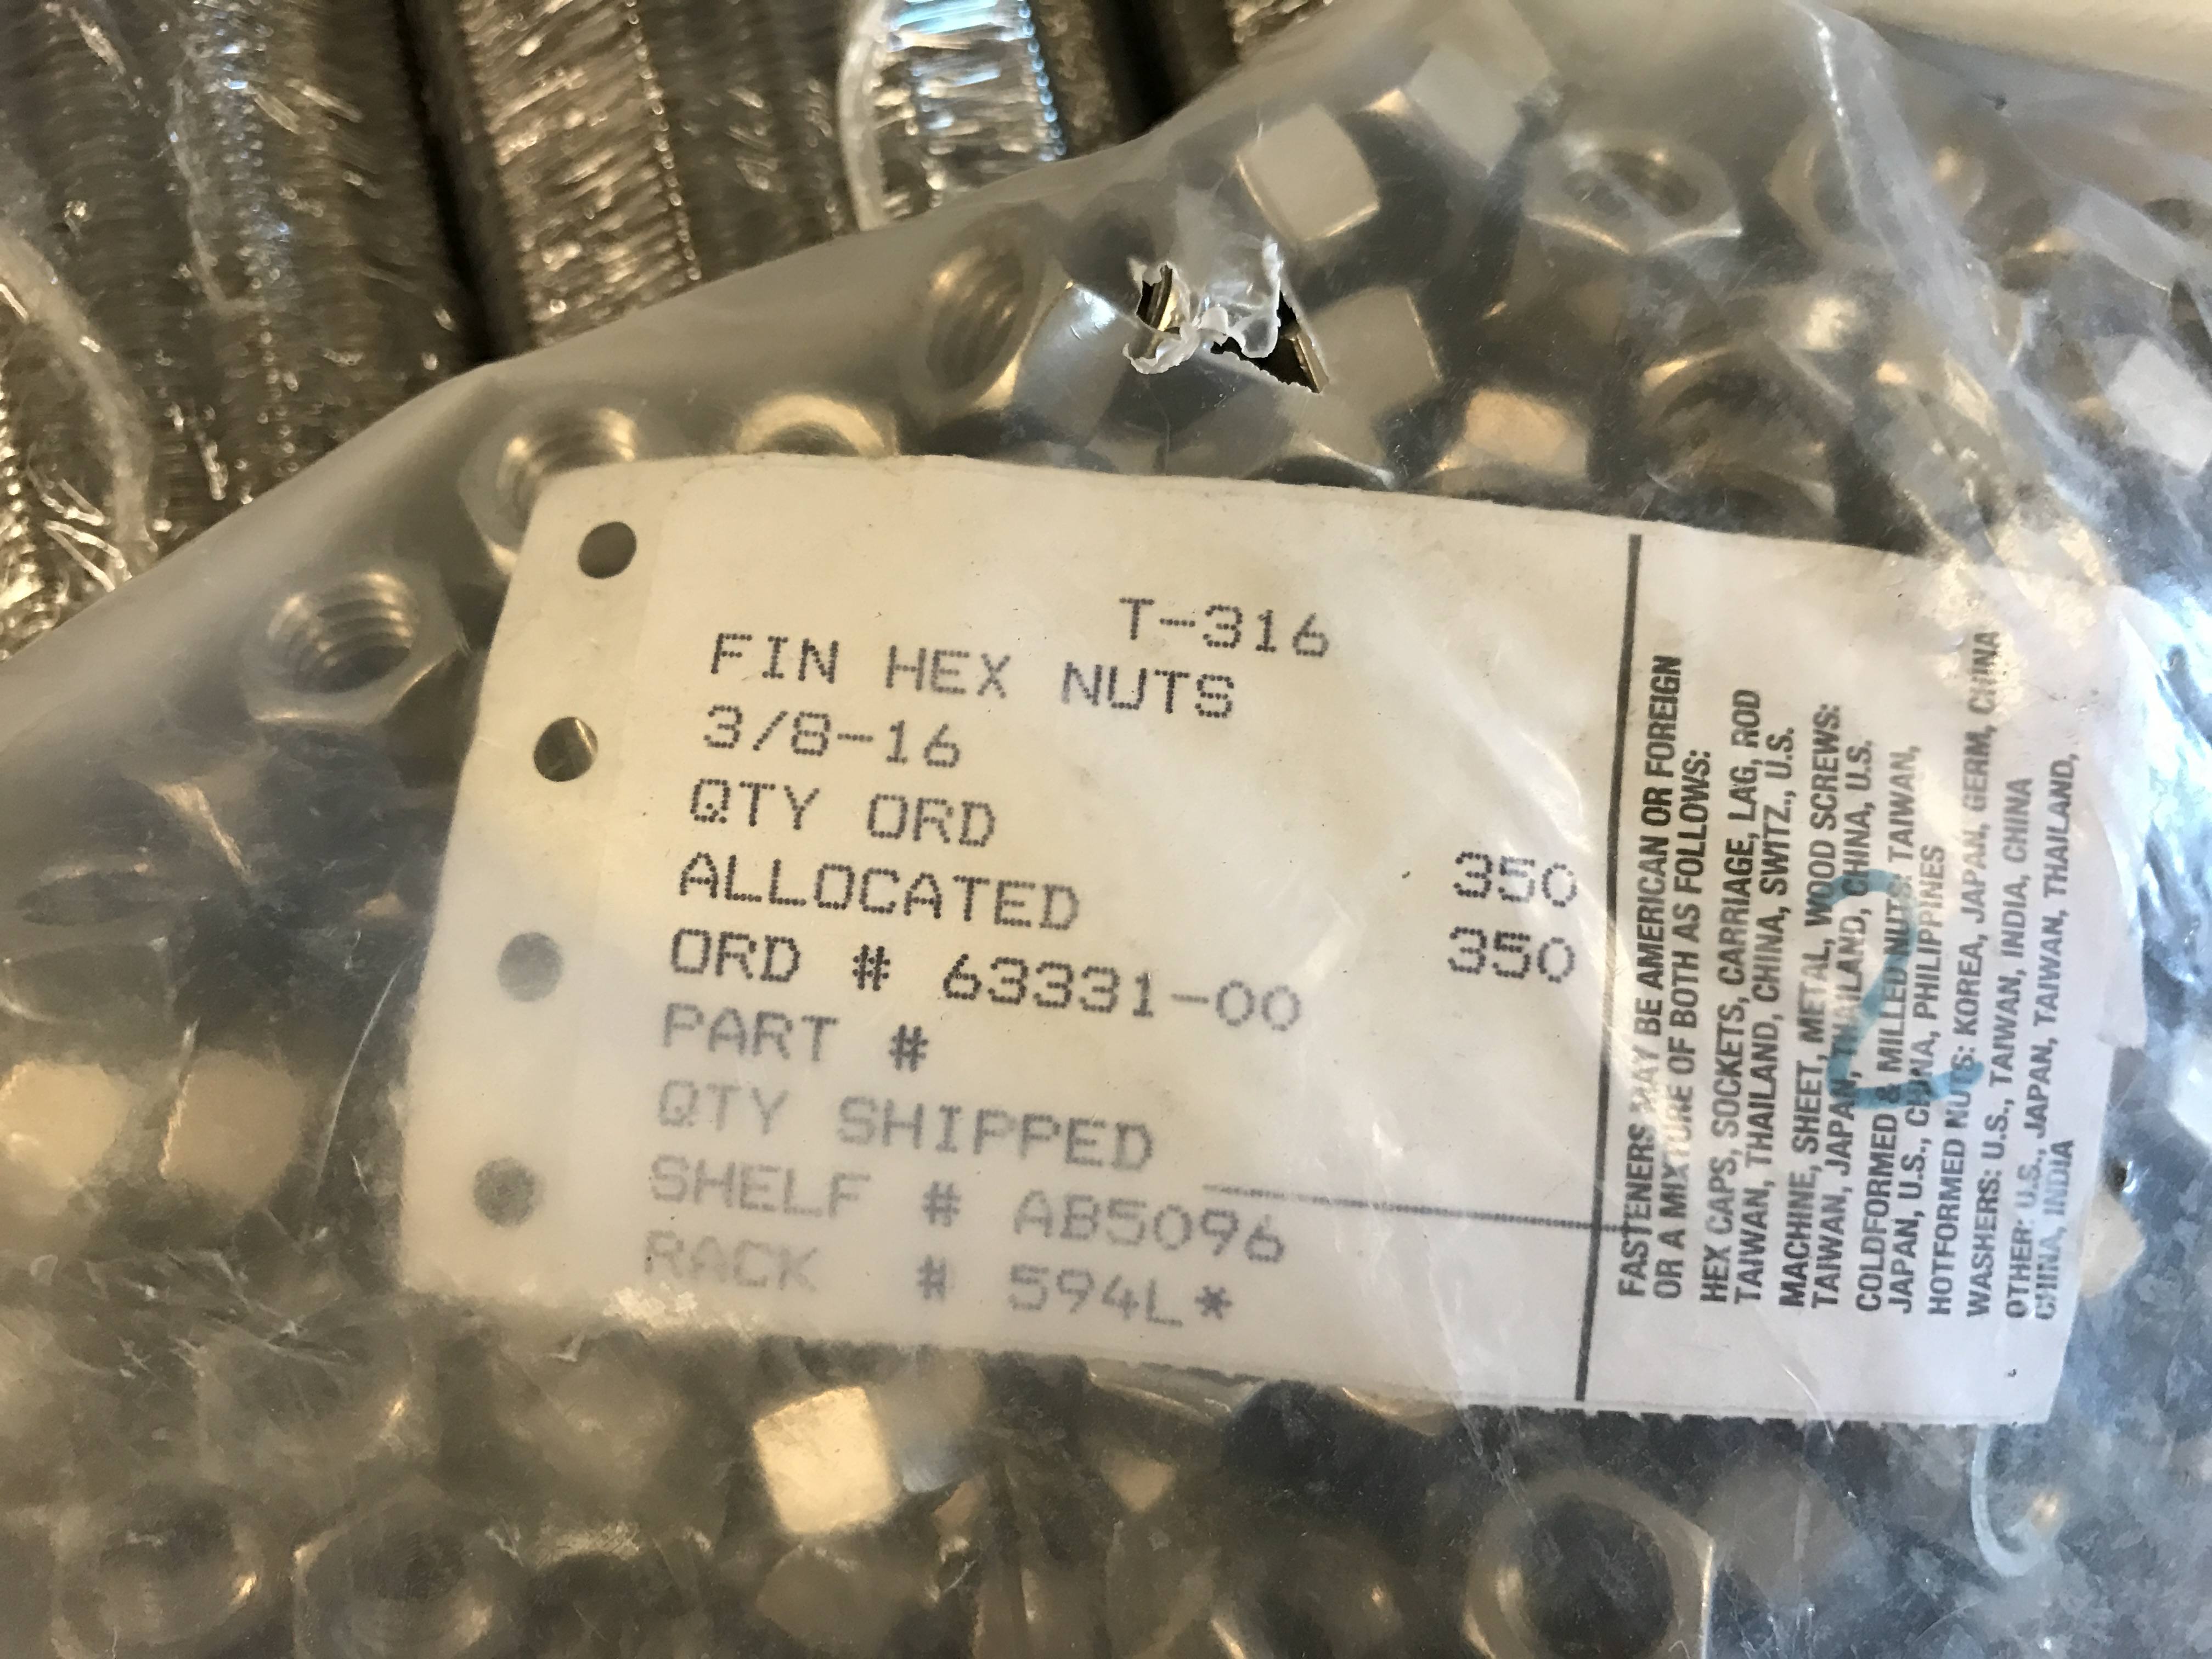 T-316
FIN HEX NUTS
3/8-16
QTY ORD 350
ALLOCATED 350
ORD # 63331-00
PART #
QTY SHIPPED
SHELF # AB5096
RACK # 594L*
FASTENERS MAY BE AMERICAN OR FOREIGN
OR A MIXTURE OF BOTH AS FOLLOWS:
HEX CAPS, SOCKETS, CARRIAGE, LAG, ROD
TAIWAN, THAILAND, CHINA, SWITZ., U.S.
MACHINE, SHEET, METAL, WOOD SCREWS:
TAIWAN, JAPAN, THAILAND, CHINA, U.S.
COLDFORMED & MILLED NUTS: TAIWAN,
JAPAN, U.S., CHINA, PHILIPPINES
HOTFORMED NUTS: KOREA, JAPAN, GERM, CHINA
WASHERS: U.S., TAIWAN, INDIA, CHINA
OTHER: U.S., JAPAN, TAIWAN, THAILAND,
CHINA, INDIA
2